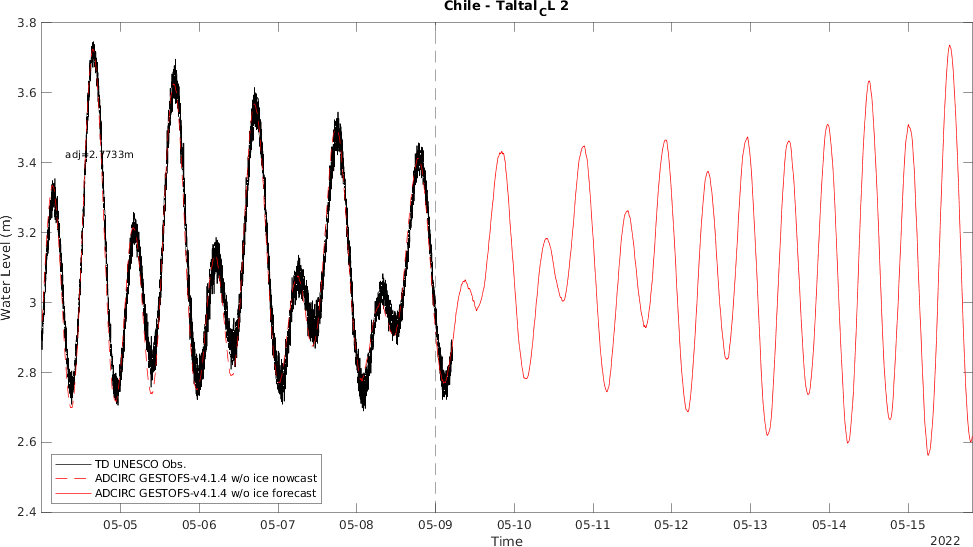 Chile - Taltal_CL 2
3.8
3.6
3.4
3.2
3
2.8
2.6
2.4
Water Level (m)
adj=2.7733m
TD UNESCO Obs.
ADCIRC GESTOFS-v4.1.4 w/o ice nowcast
ADCIRC GESTOFS-v4.1.4 w/o ice forecast
05-05 05-06 05-07 05-08 05-09 05-10 05-11 05-12 05-13 05-14 05-15
Time
2022